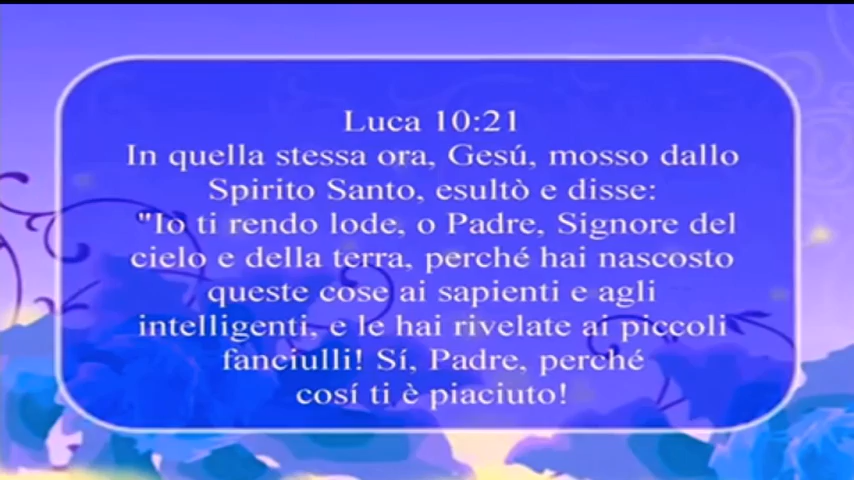 Luca 10:21
In quella stessa ora, Gesú, mosso dallo
Spirito Santo, esultò e disse:
"Io ti rendo lode, o Padre, Signore del
cielo e della terra, perché hai nascosto
queste cose ai sapienti e agli
intelligenti, e le hai rivelate ai piccoli
fanciulli! Sí, Padre, perché
cosí ti è piaciuto!